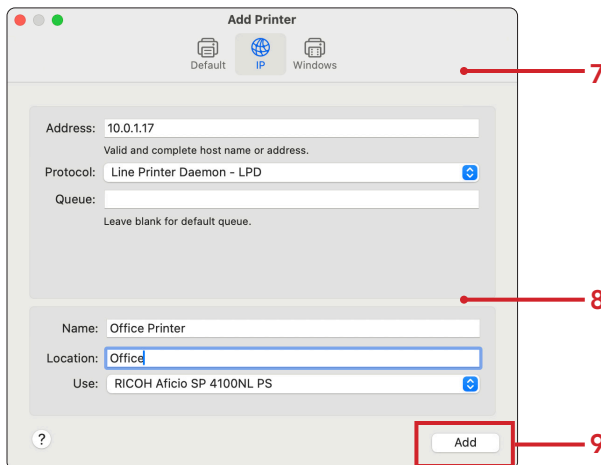 Add Printer
Default IP Windows
7
Address: 10.0.1.17
Valid and complete host name or address.
Protocol: Line Printer Daemon - LPD
Queue:
Leave blank for default queue.
8
Name: Office Printer
Location: Office
Use: RICOH Aficio SP 4100NL PS
? Add
9